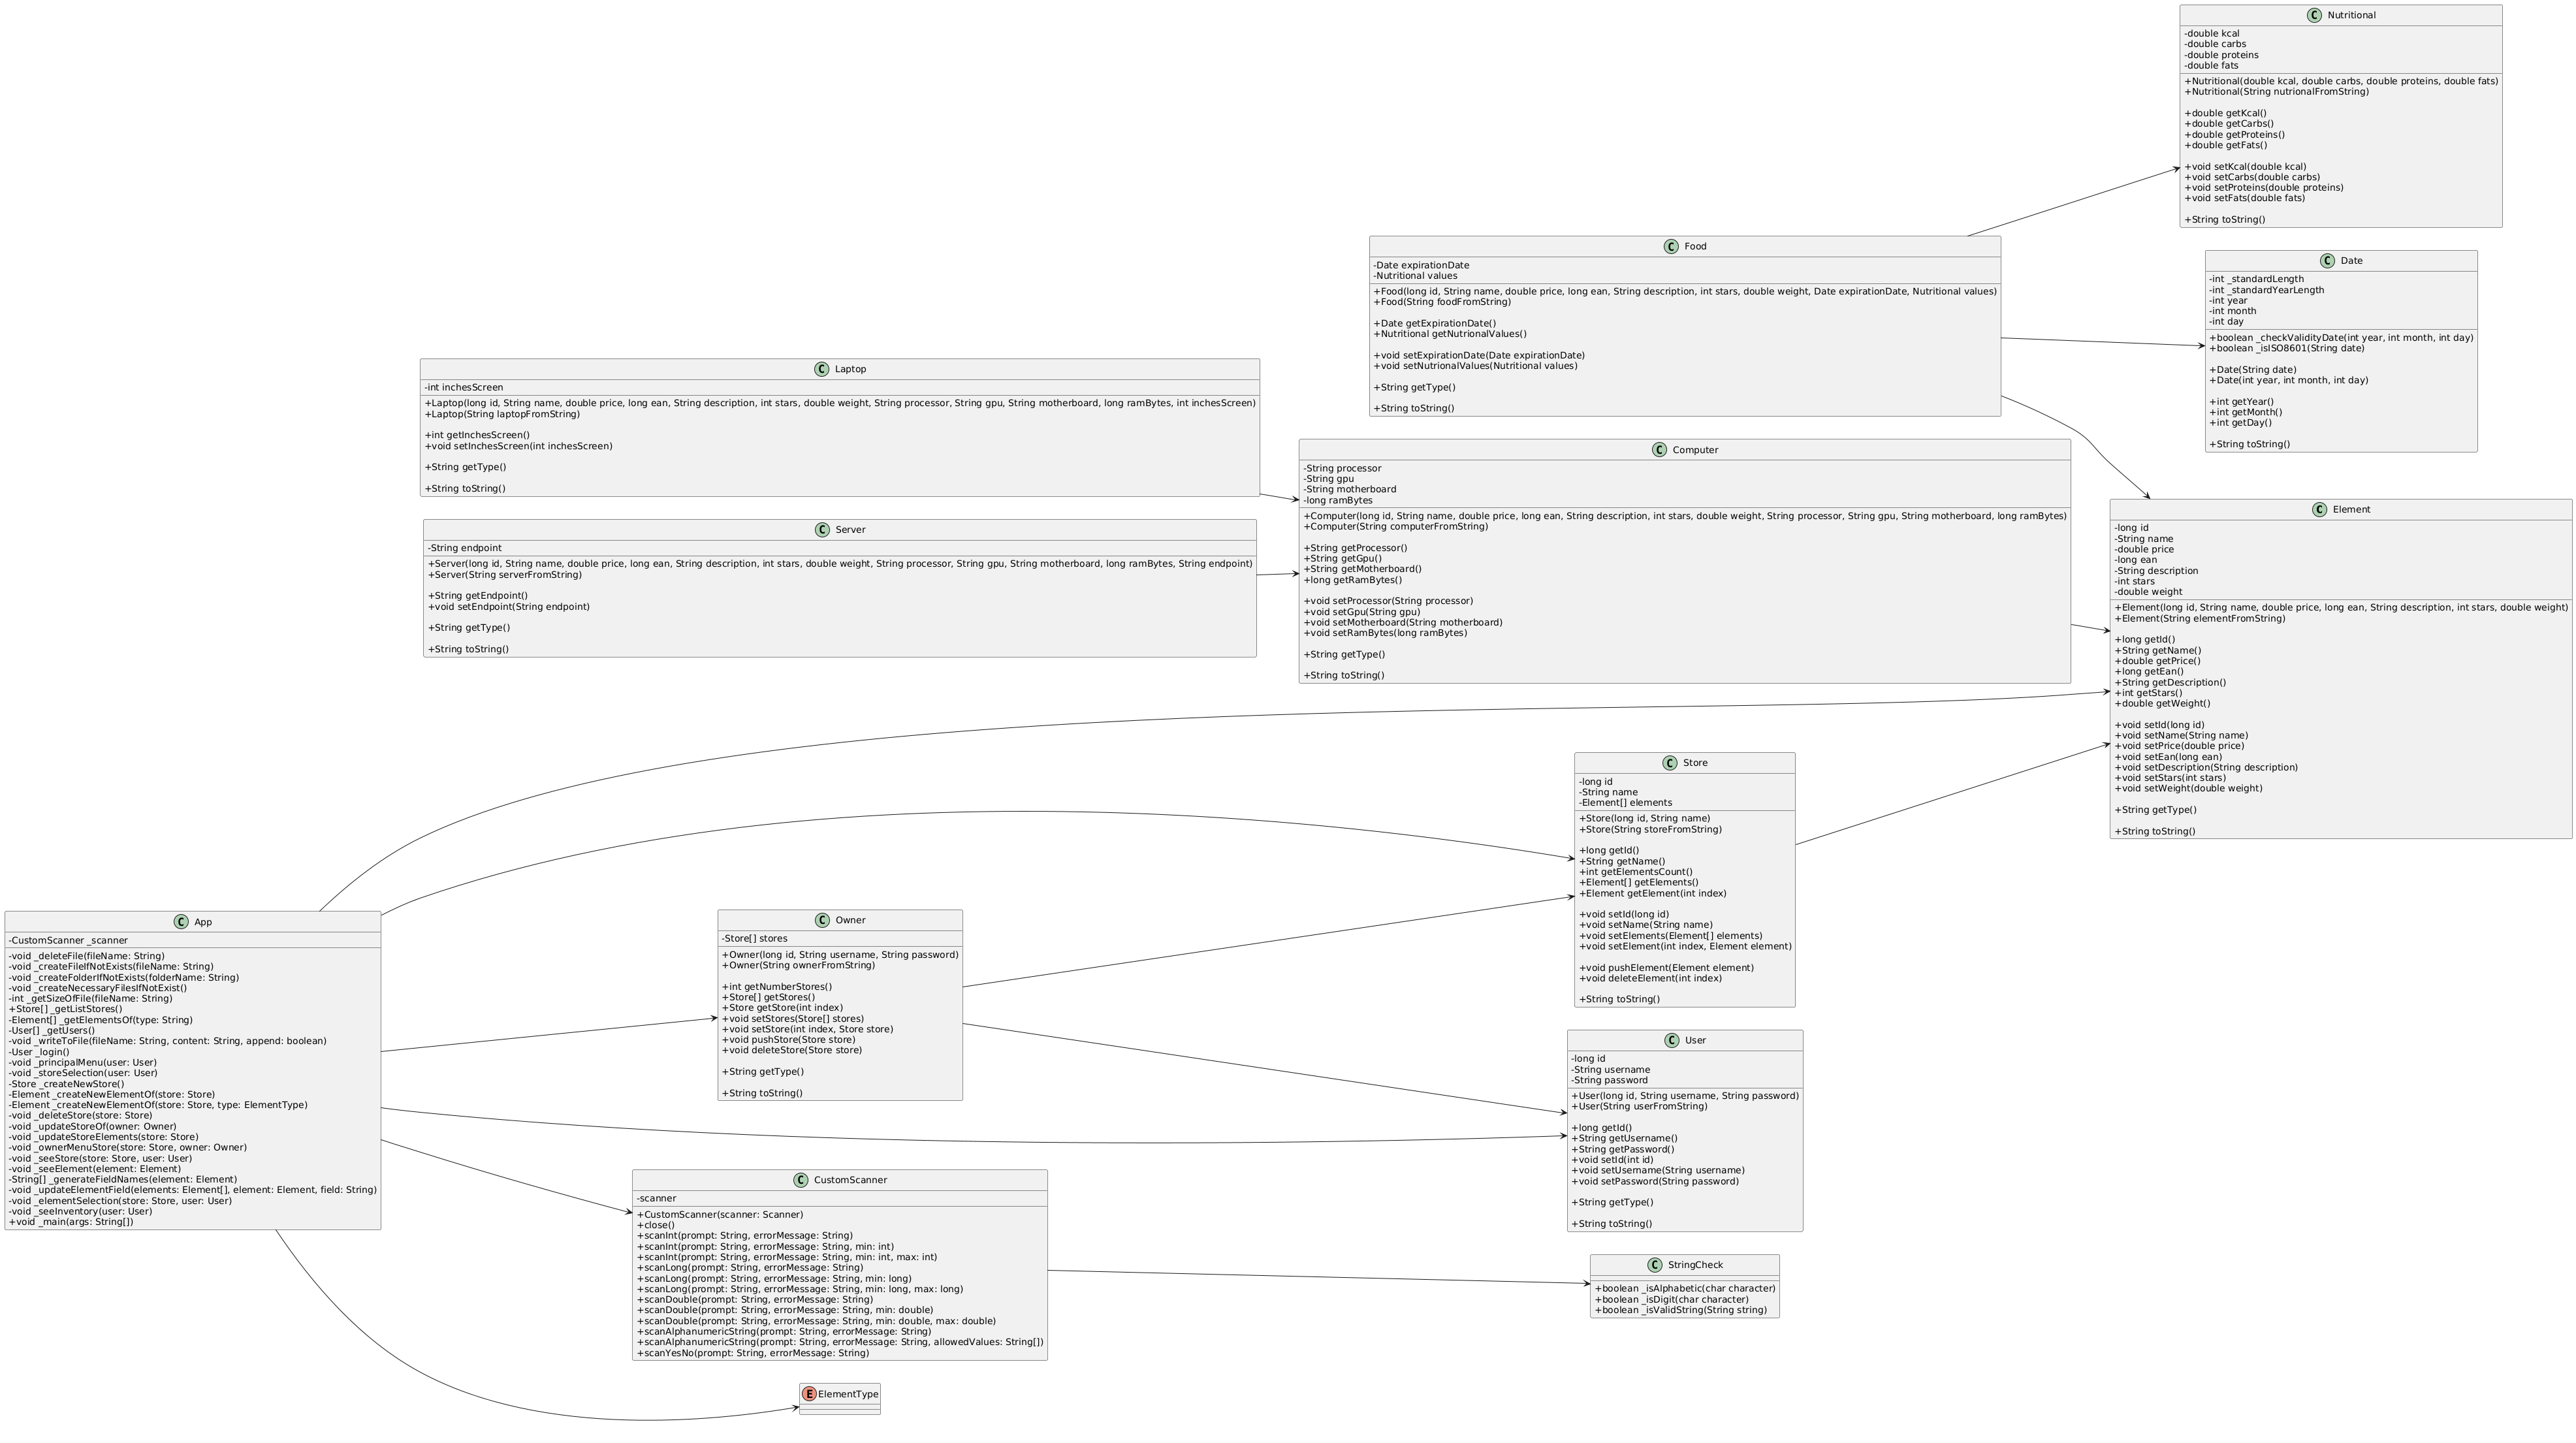 Nutritional
-double kcal
-double carbs
-double proteins
-double fats
+Nutritional(double kcal, double carbs, double proteins, double fats)
+Nutritional(String nutrionalFromString)
+double getKcal()
+double getCarbs()
+double getProteins()
+double getFats()
+void setKcal(double kcal)
+void setCarbs(double carbs)
+void setProteins(double proteins)
+void setFats(double fats)
+String toString()
Food
-Date expirationDate
-Nutritional values
+Food(long id, String name, double price, long ean, String description, int stars, double weight, Date expirationDate, Nutritional values)
+Food(String foodFromString)
+Date getExpirationDate()
+Nutritional getNutrionalValues()
+void setExpirationDate(Date expirationDate)
+void setNutrionalValues(Nutritional values)
+String getType()
+String toString()
Date
-int _standardLength
-int _standardYearLength
-int year
-int month
-int day
+boolean _checkValidityDate(int year, int month, int day)
+boolean _isISO8601(String date)
+Date(String date)
+Date(int year, int month, int day)
+int getYear()
+int getMonth()
+int getDay()
+String toString()
Laptop
-int inchesScreen
+Laptop(long id, String name, double price, long ean, String description, int stars, double weight, String processor, String gpu, String motherboard, long ramBytes, int inchesScreen)
+Laptop(String laptopFromString)
+int getInchesScreen()
+void setInchesScreen(int inchesScreen)
+String getType()
+String toString()
Server
-String endpoint
+Server(long id, String name, double price, long ean, String description, int stars, double weight, String processor, String gpu, String motherboard, long ramBytes, String endpoint)
+Server(String serverFromString)
+String getEndpoint()
+void setEndpoint(String endpoint)
+String getType()
+String toString()
Computer
-String processor
-String gpu
-String motherboard
-long ramBytes
+Computer(long id, String name, double price, long ean, String description, int stars, double weight, String processor, String gpu, String motherboard, long ramBytes)
+Computer(String computerFromString)
+String getProcessor()
+String getGpu()
+String getMotherboard()
+long getRamBytes()
+void setProcessor(String processor)
+void setGpu(String gpu)
+void setMotherboard(String motherboard)
+void setRamBytes(long ramBytes)
+String getType()
+String toString()
Element
-long id
-String name
-double price
-long ean
-String description
-int stars
-double weight
+Element(long id, String name, double price, long ean, String description, int stars, double weight)
+Element(String elementFromString)
+long getId()
+String getName()
+double getPrice()
+long getEan()
+String getDescription()
+int getStars()
+double getWeight()
+void setId(long id)
+void setName(String name)
+void setPrice(double price)
+void setEan(long ean)
+void setDescription(String description)
+void setStars(int stars)
+void setWeight(double weight)
+String getType()
+String toString()
Store
-long id
-String name
-Element[] elements
+Store(long id, String name)
+Store(String storeFromString)
+long getId()
+String getName()
+int getElementsCount()
+Element[] getElements()
+Element getElement(int index)
+void setId(long id)
+void setName(String name)
+void setElements(Element[] elements)
+void setElement(int index, Element element)
+void pushElement(Element element)
+void deleteElement(int index)
+String toString()
App
-CustomScanner _scanner
-void _deleteFile(fileName: String)
-void _createFileIfNotExists(fileName: String)
-void _createFolderIfNotExists(folderName: String)
-void _createNecessaryFilesIfNotExist()
-int _getSizeOfFile(fileName: String)
+Store[] _getListStores()
-Element[] _getElementsOf(type: String)
-User[] _getUsers()
-void _writeToFile(fileName: String, content: String, append: boolean)
-User _login()
-void _principalMenu(user: User)
-void _storeSelection(user: User)
-Store _createNewStore()
-Element _createNewElementOf(store: Store)
-Element _createNewElementOf(store: Store, type: ElementType)
-void _deleteStore(store: Store)
-void _updateStoreOf(owner: Owner)
-void _updateStoreElements(store: Store)
-void _ownerMenuStore(store: Store, owner: Owner)
-void _seeStore(store: Store, user: User)
-void _seeElement(element: Element)
-String[] _generateFieldNames(element: Element)
-void _updateElementField(elements: Element[], element: Element, field: String)
-void _elementSelection(store: Store, user: User)
-void _seeInventory(user: User)
+void _main(args: String[])
Owner
-Store[] stores
+Owner(long id, String username, String password)
+Owner(String ownerFromString)
+int getNumberStores()
+Store[] getStores()
+Store getStore(int index)
+void setStores(Store[] stores)
+void setStore(int index, Store store)
+void pushStore(Store store)
+void deleteStore(Store store)
+String getType()
+String toString()
User
-long id
-String username
-String password
+User(long id, String username, String password)
+User(String userFromString)
+long getId()
+String getUsername()
+String getPassword()
+void setId(int id)
+void setUsername(String username)
+void setPassword(String password)
+String getType()
+String toString()
CustomScanner
-scanner
+CustomScanner(scanner: Scanner)
+close()
+scanInt(prompt: String, errorMessage: String)
+scanInt(prompt: String, errorMessage: String, min: int)
+scanInt(prompt: String, errorMessage: String, min: int, max: int)
+scanLong(prompt: String, errorMessage: String)
+scanLong(prompt: String, errorMessage: String, min: long)
+scanLong(prompt: String, errorMessage: String, min: long, max: long)
+scanDouble(prompt: String, errorMessage: String)
+scanDouble(prompt: String, errorMessage: String, min: double)
+scanDouble(prompt: String, errorMessage: String, min: double, max: double)
+scanAlphanumericString(prompt: String, errorMessage: String)
+scanAlphanumericString(prompt: String, errorMessage: String, allowedValues: String[])
+scanYesNo(prompt: String, errorMessage: String)
StringCheck
+boolean _isAlphabetic(char character)
+boolean _isDigit(char character)
+boolean _isValidString(String string)
ElementType